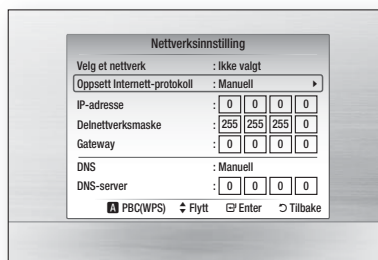 Nettverksinnstilling
Velg et nettverk : Ikke valgt
Oppsett Internett-protokoll : Manuell
IP-adresse : 0 0 0 0
Delnettverksmaske : 255 255 255 0
Gateway : 0 0 0 0
DNS : Manuell
DNS-server : 0 0 0 0
A PBC(WPS) Flytt Enter Tilbake